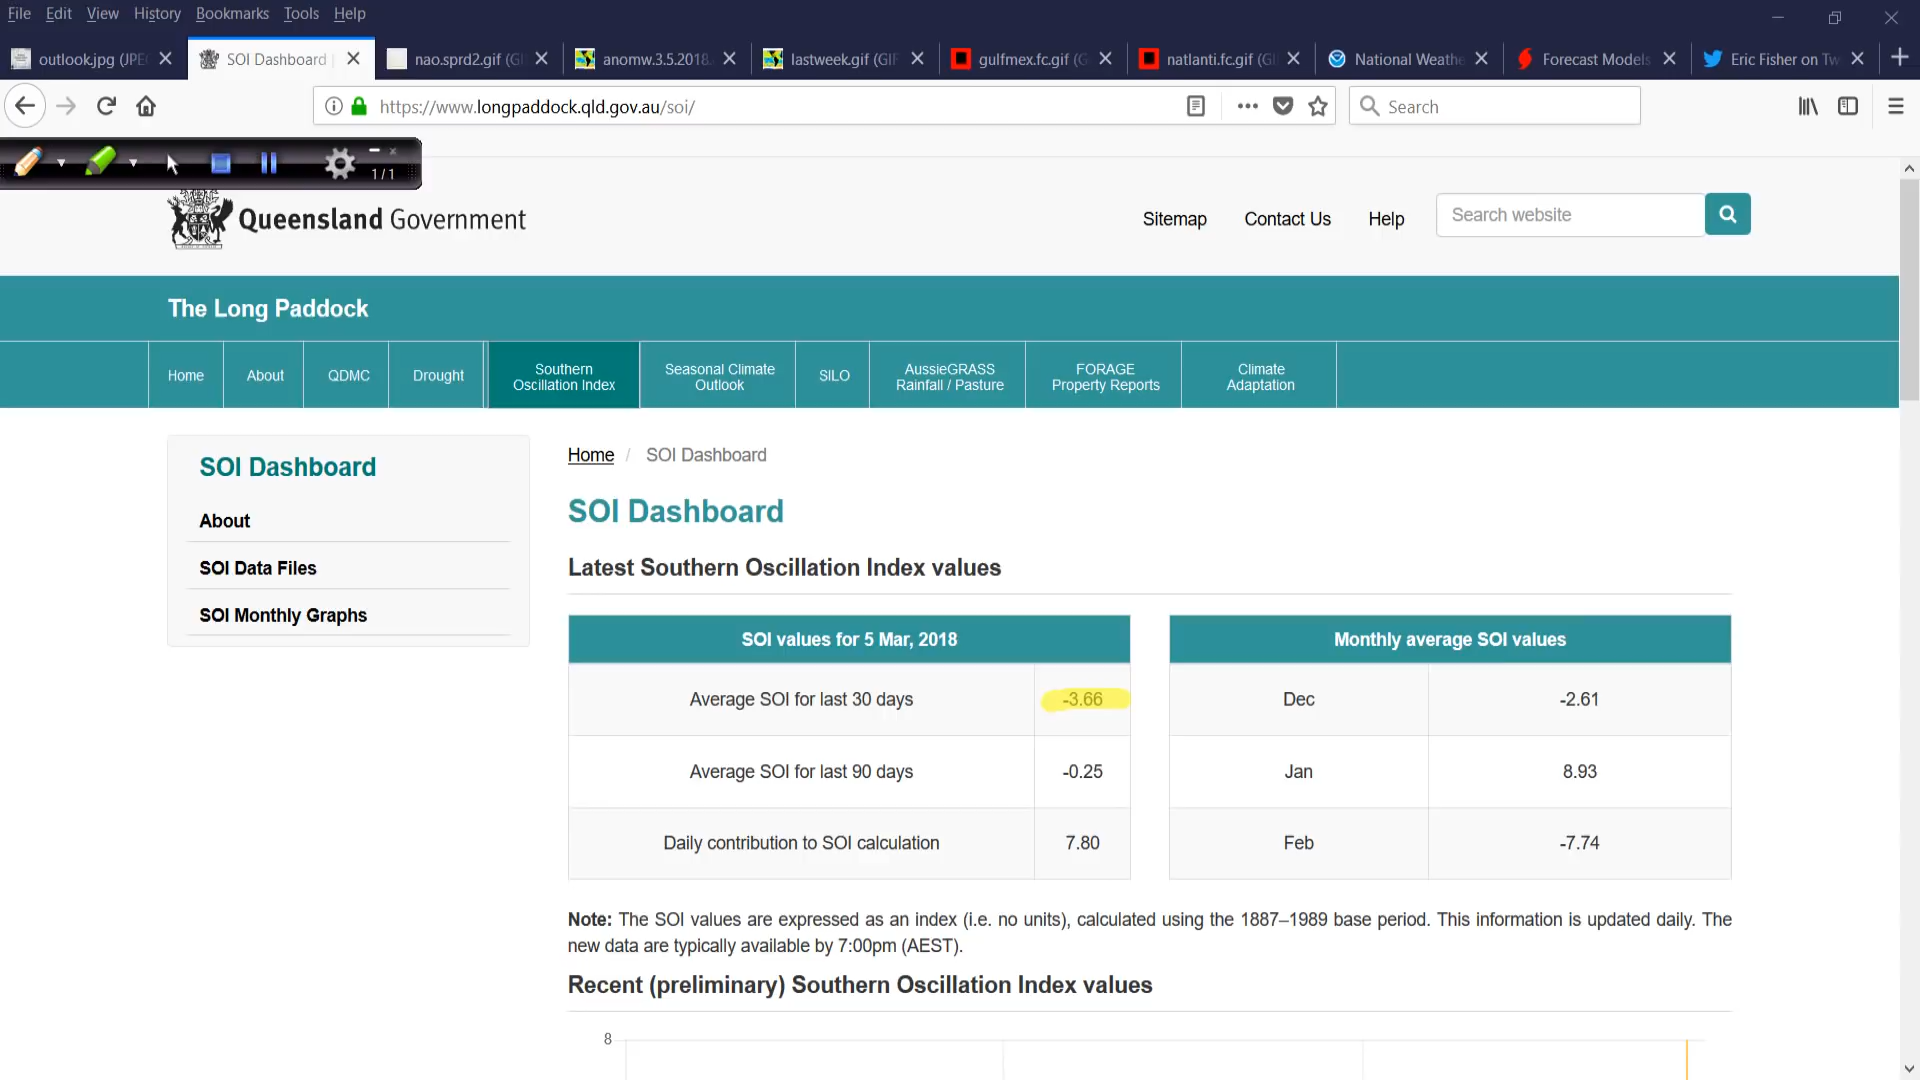 File Edit View History Bookmarks Tools Help
outlook.jpg (JPE
SOI Dashboard
nao.sprd2.gif (GI
anomw.3.5.2018.
lastweek.gif (GIF
gulfmex.fc.gif (G
natlanti.fc.gif (GI
National Weathe
Forecast Models
Eric Fisher on Tw
https://www.longpaddock.qld.gov.au/soi/
Search
1/1
Queensland Government
Sitemap Contact Us Help Search website
The Long Paddock
Home
About
QDMC
Drought
Southern
Oscillation Index
Seasonal Climate
Outlook
SILO
AussieGRASS
Rainfall / Pasture
FORAGE
Property Reports
Climate
Adaptation
SOI Dashboard
About
SOI Data Files
SOI Monthly Graphs
Home / SOI Dashboard
SOI Dashboard
Latest Southern Oscillation Index values
SOI values for 5 Mar, 2018
Average SOI for last 30 days -3.66
Average SOI for last 90 days -0.25
Daily contribution to SOI calculation 7.80
Monthly average SOI values
Dec -2.61
Jan 8.93
Feb -7.74
Note: The SOI values are expressed as an index (i.e. no units), calculated using the 1887–1989 base period. This information is updated daily. The
new data are typically available by 7:00pm (AEST).
Recent (preliminary) Southern Oscillation Index values
8